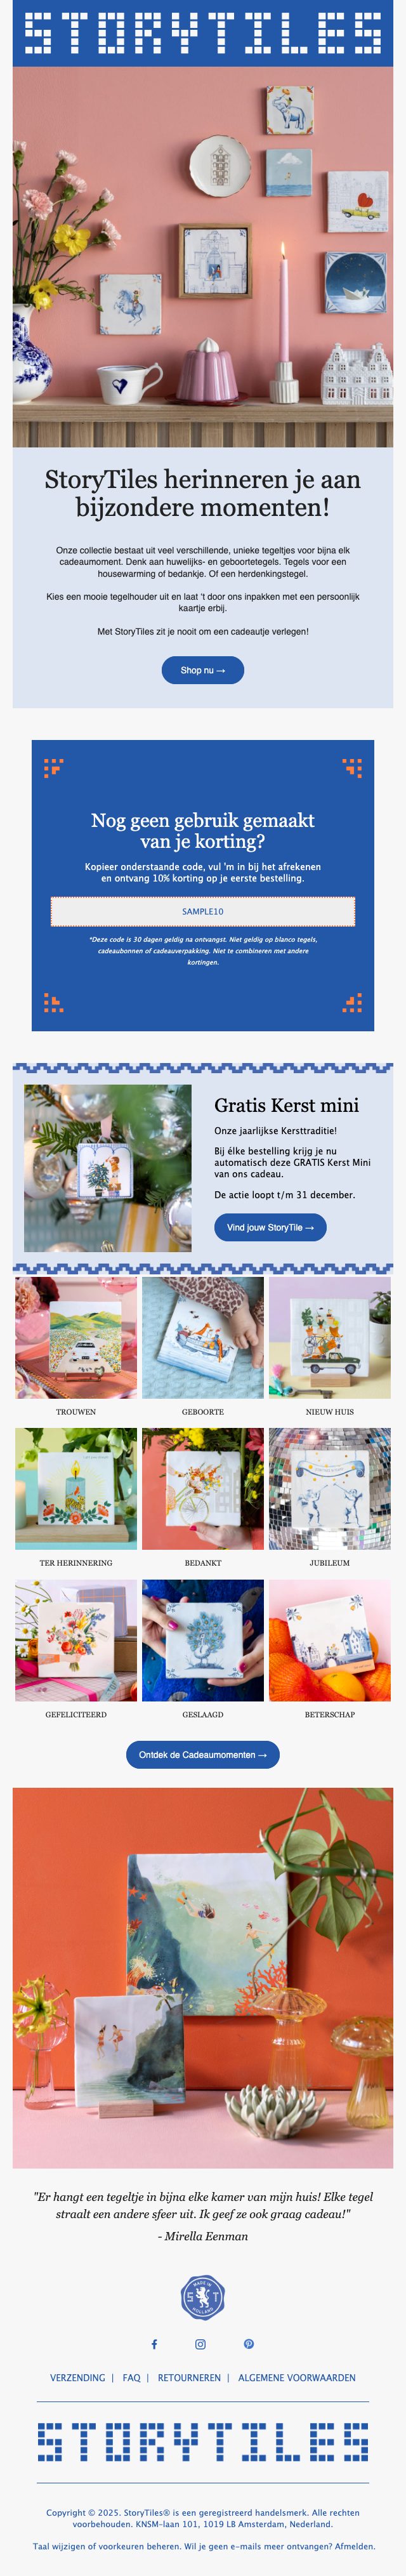 STORYTILES
StoryTiles herinneren je aan
bijzondere momenten!
Onze collectie bestaat uit veel verschillende, unieke tegeltjes voor bijna elk
cadeaumoment. Denk aan huwelijks- en geboortetegels. Tegels voor een
housewarming of bedankje. Of een herdenkingstegel.
Kies een mooie tegelhouder uit en laat 't door ons inpakken met een persoonlijk
kaartje erbij.
Met StoryTiles zit je nooit om een cadeautje verlegen!
Shop nu →
Nog geen gebruik gemaakt
van je korting?
Kopieer onderstaande code, vul 'm in bij het afrekenen
en ontvang 10% korting op je eerste bestelling.
SAMPLE10
*Deze code is 30 dagen geldig na ontvangst. Niet geldig op blanco tegels,
cadeaubonnen of cadeauverpakking. Niet te combineren met andere
kortingen.
Gratis Kerst mini
Onze jaarlijkse Kersttraditie!
Bij élke bestelling krijg je nu
automatisch deze GRATIS Kerst Mini
van ons cadeau.
De actie loopt t/m 31 december.
Vind jouw StoryTile →
TROUWEN
GEBOORTE
NIEUW HUIS
TER HERINNERING
BEDANKT
JUBILEUM
GEFELICITEERD
GESLAAGD
BETERSCHAP
Ontdek de Cadeaumomenten →
"Er hangt een tegeltje in bijna elke kamer van mijn huis! Elke tegel
straalt een andere sfeer uit. Ik geef ze ook graag cadeau!"
- Mirella Eenman
MADE IN
S T
HOLLAND
VERZENDING | FAQ | RETOURNEREN | ALGEMENE VOORWAARDEN
STORYTILES
Copyright © 2025. StoryTiles® is een geregistreerd handelsmerk. Alle rechten
voorbehouden. KNSM-laan 101, 1019 LB Amsterdam, Nederland.
Taal wijzigen of voorkeuren beheren. Wil je geen e-mails meer ontvangen? Afmelden.